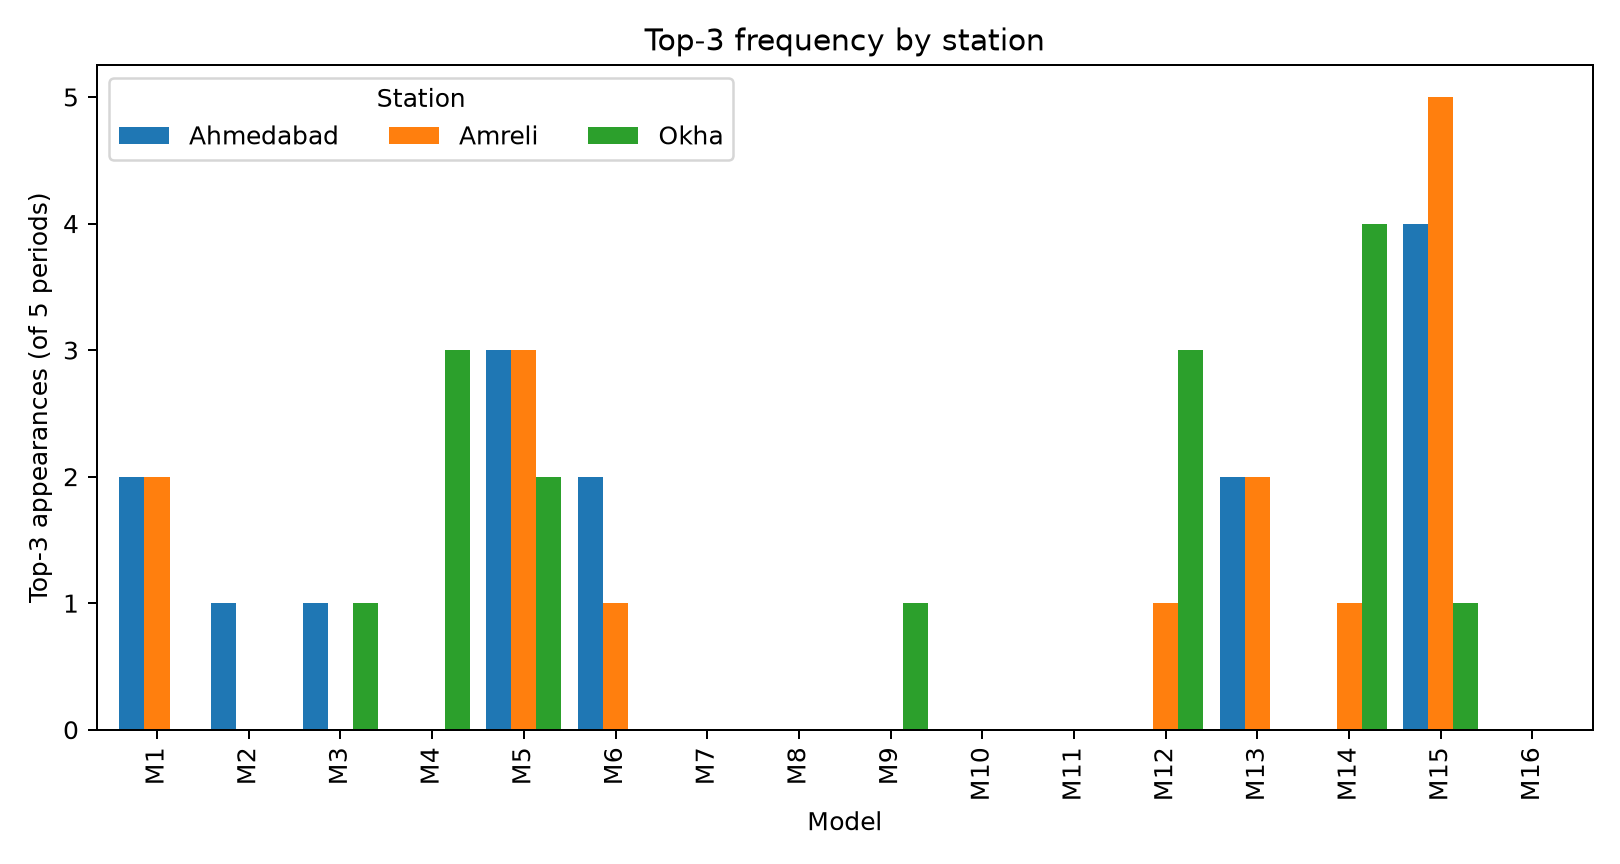 Top-3 frequency by station
Station
Ahmedabad Amreli Okha
Top-3 appearances (of 5 periods)
5
4
3
2
1
0
M1 M2 M3 M4 M5 M6 M7 M8 M9 M10 M11 M12 M13 M14 M15 M16
Model